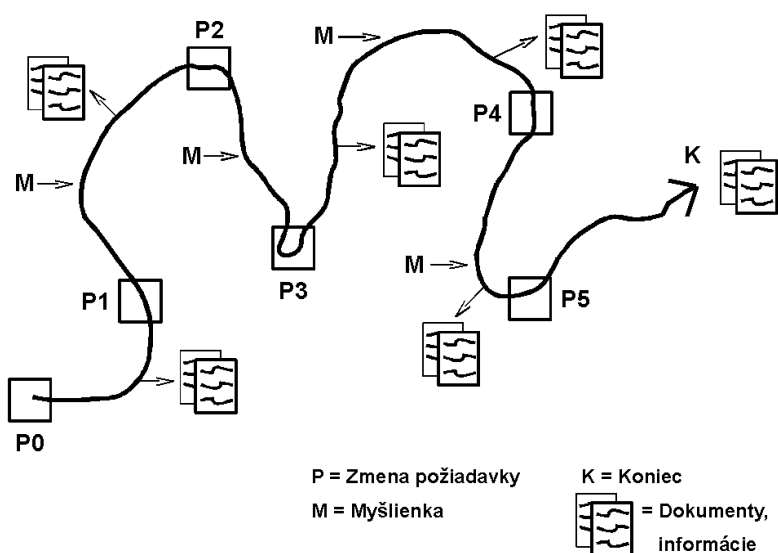 P2
M
P4
K
M
M
P3
M
P1
P5
P0
P = Zmena požiadavky
K = Koniec
M = Myšlienka
= Dokumenty,
informácie